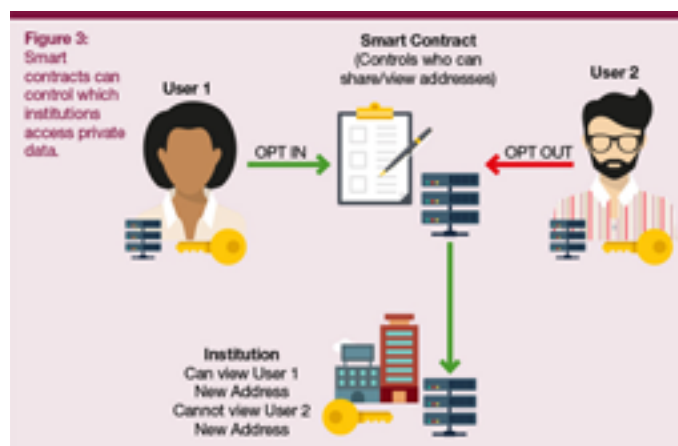 Figure 3:
Smart
contracts can
control which
institutions
access private
data.
User 1
Smart Contract
(Controls who can
share/view addresses)
User 2
OPT IN
OPT OUT
Institution
Can view User 1
New Address
Cannot view User 2
New Address